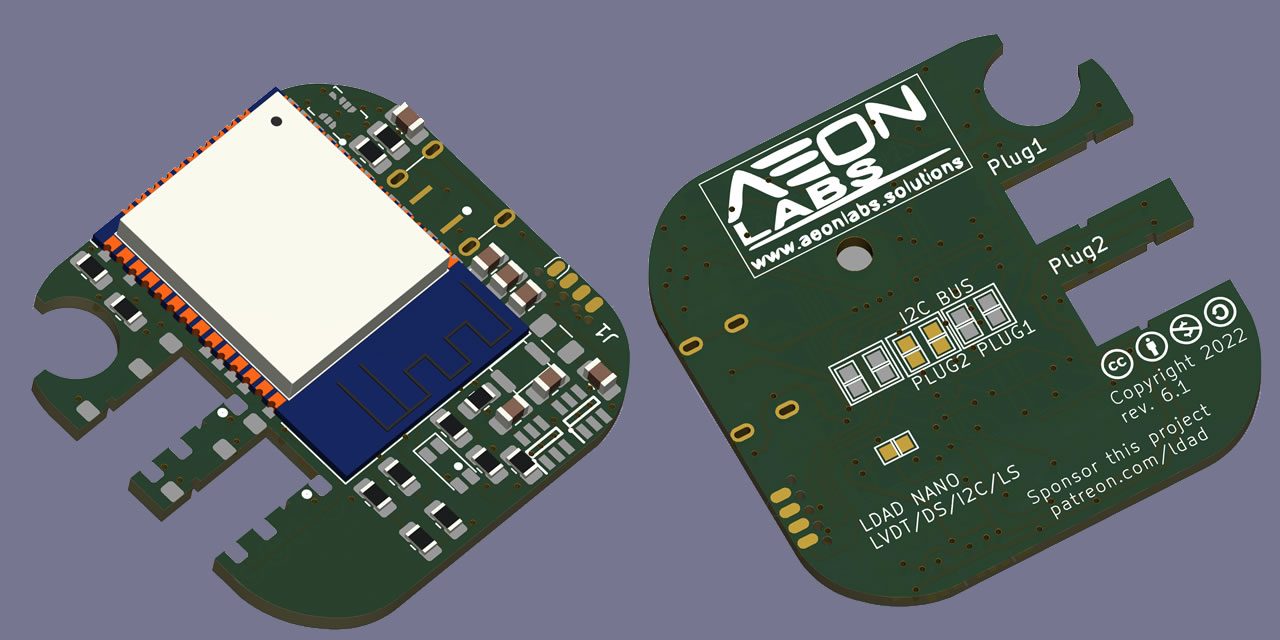 J1
AEON
LABS
www.aeonlabs.solutions
Plug1
Plug2
I2C BUS
PLUG2 PLUG1
cc
Copyright 2022
rev. 6.1
Sponsor this project
patreon.com/ldad
LDAD NANO
LVDT/DS/I2C/LS